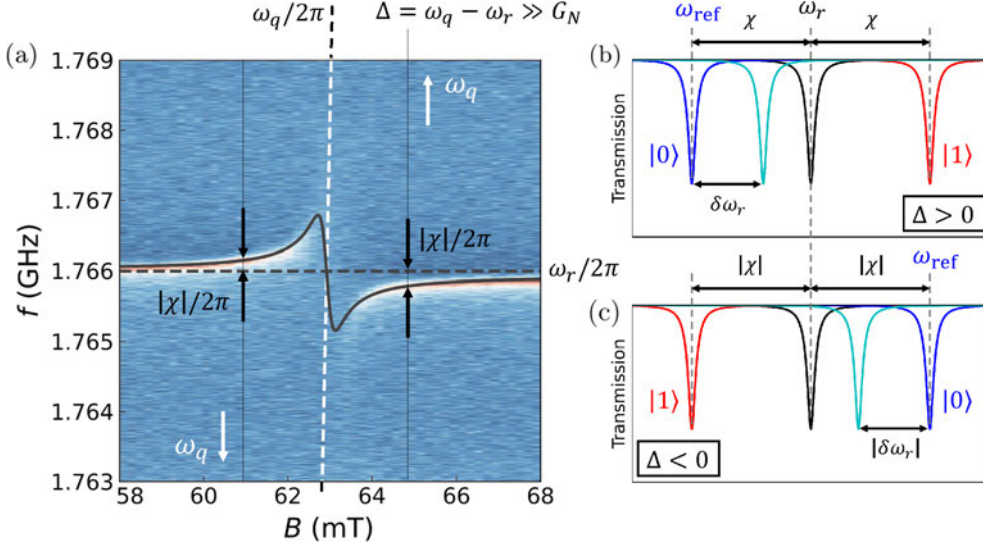 (a)
ω_q/2π
Δ = ω_q − ω_r ≫ G_N
1.769
1.768
1.767
1.766
1.765
1.764
1.763
f (GHz)
ω_q
|χ|/2π
|χ|/2π
ω_r/2π
ω_q
58
60
62
64
66
68
B (mT)
(b)
ω_ref
χ
ω_r
χ
Transmission
|0⟩
|1⟩
δω_r
Δ > 0
(c)
|χ|
|χ|
ω_ref
Transmission
|1⟩
|0⟩
|δω_r|
Δ < 0